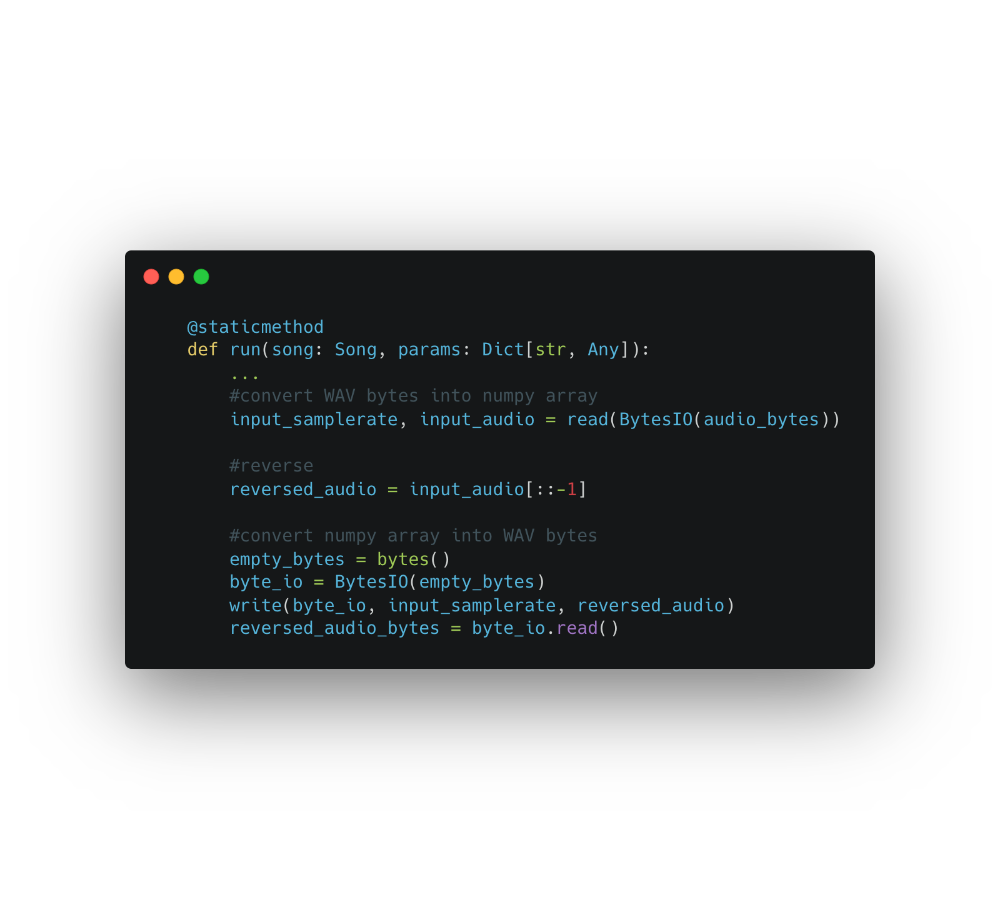 @staticmethod
def run(song: Song, params: Dict[str, Any]):
    ...
    #convert WAV bytes into numpy array
    input_samplerate, input_audio = read(BytesIO(audio_bytes))

    #reverse
    reversed_audio = input_audio[::-1]

    #convert numpy array into WAV bytes
    empty_bytes = bytes()
    byte_io = BytesIO(empty_bytes)
    write(byte_io, input_samplerate, reversed_audio)
    reversed_audio_bytes = byte_io.read()